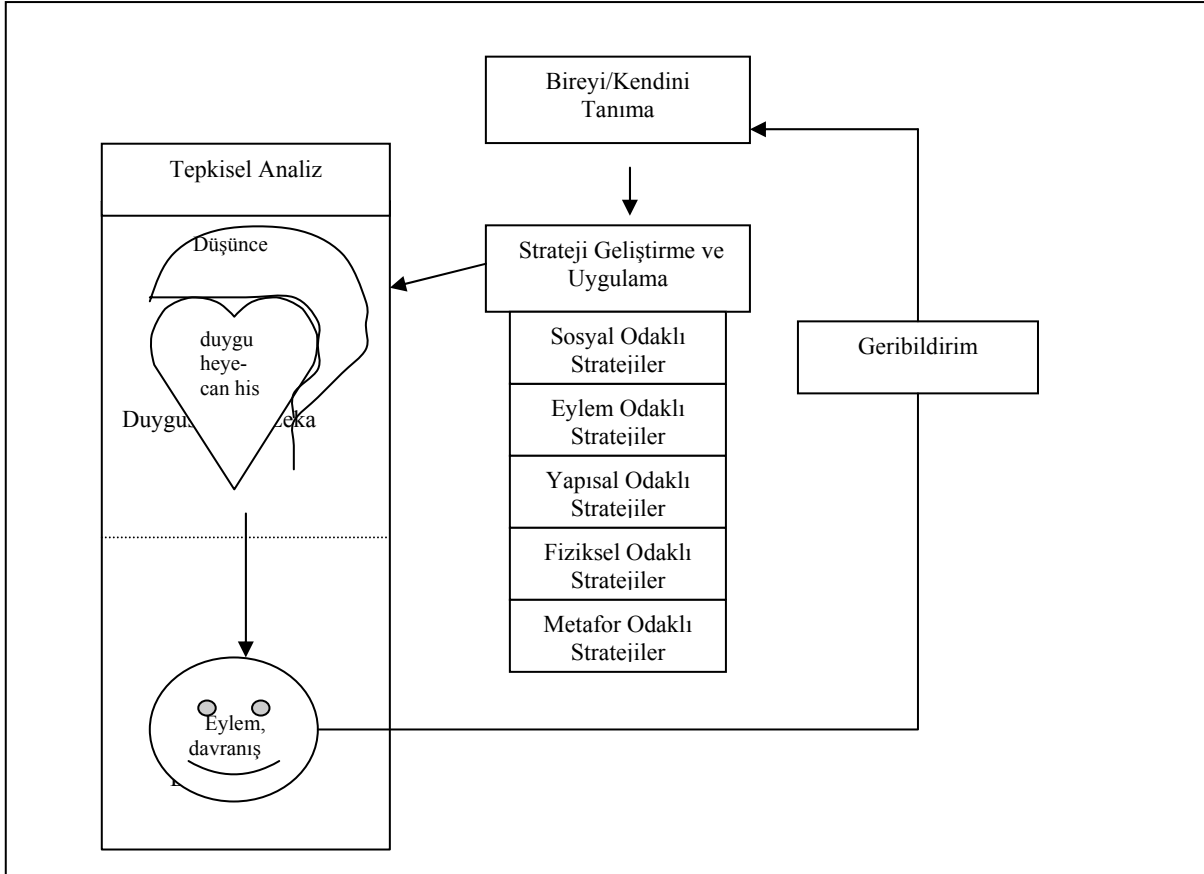 Bireyi/Kendini
Tanıma
Tepkisel Analiz
Düşünce
duygu
heye-
can his
Strateji Geliştirme ve
Uygulama
Sosyal Odaklı
Stratejiler
Eylem Odaklı
Stratejiler
Yapısal Odaklı
Stratejiler
Fiziksel Odaklı
Stratejiler
Metafor Odaklı
Stratejiler
Geribildirim
Eylem,
davranış